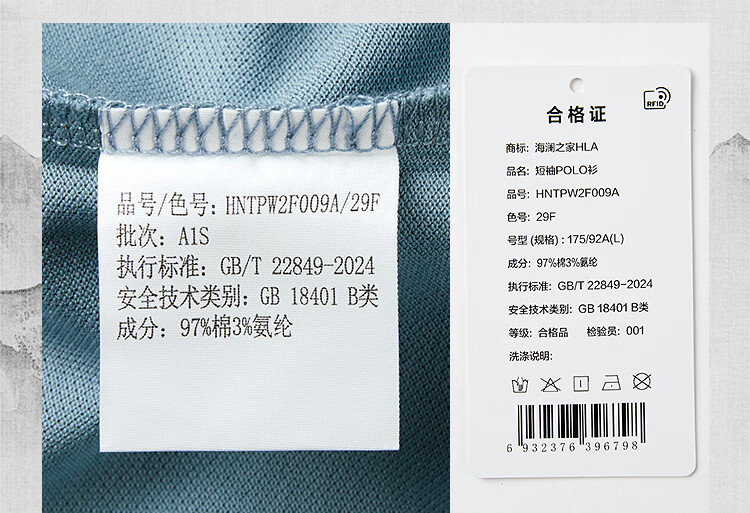 品号/色号: HNTPW2F009A/29F
批次: A1S
执行标准: GB/T 22849-2024
安全技术类别: GB 18401 B类
成分: 97%棉3%氨纶
RFID
合格证
商标: 海澜之家HLA
品名: 短袖POLO衫
品号: HNTPW2F009A
色号: 29F
号型 (规格) : 175/92A(L)
成分: 97%棉3%氨纶
执行标准: GB/T 22849-2024
安全技术类别: GB 18401 B类
等级: 合格品 检验员: 001
洗涤说明:
6 932376 396798